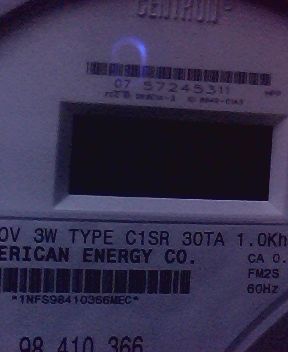 CENTRON®
07 57245311
0V 3W TYPE C1SR 30TA 1.0Kh
ERICAN ENERGY CO.
CA 0.
FM2S
*1NFS98410366MEC*
60Hz
98 410 366